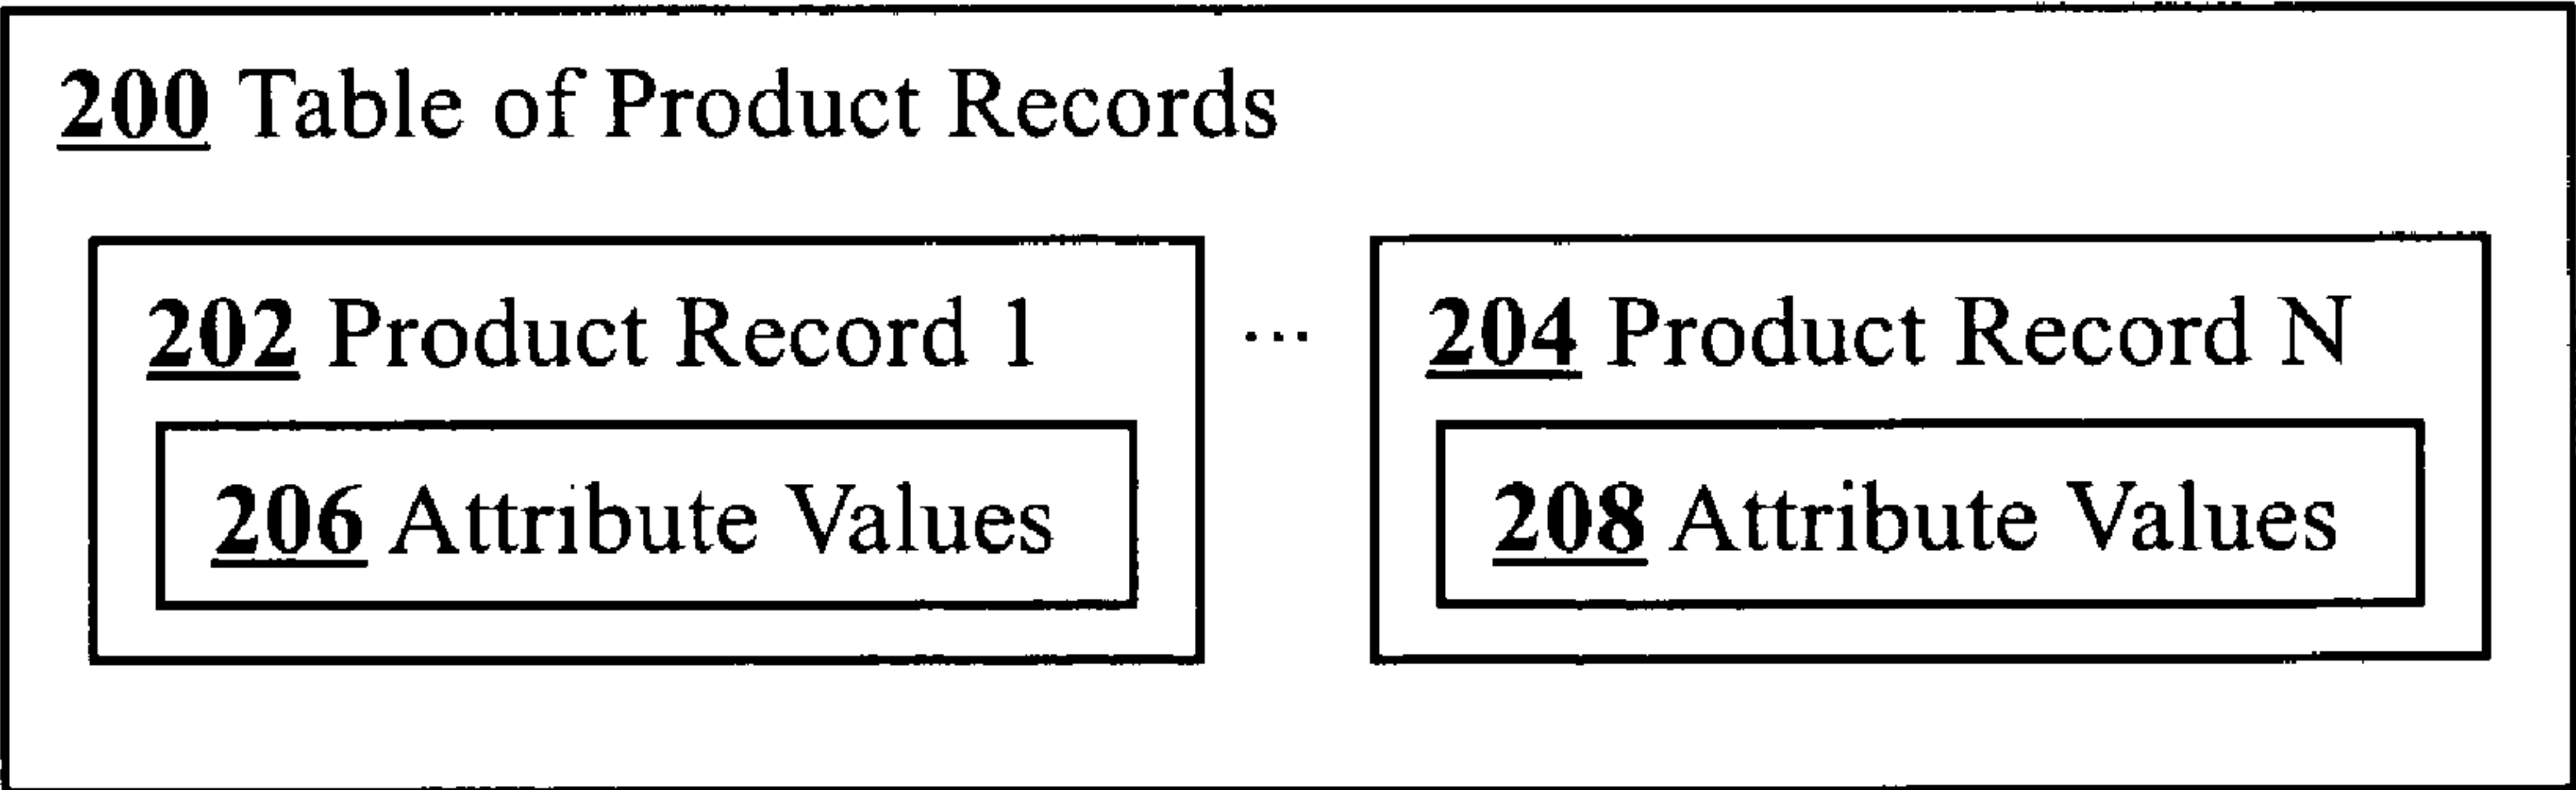 200 Table of Product Records
202 Product Record 1
...
204 Product Record N
206 Attribute Values
208 Attribute Values